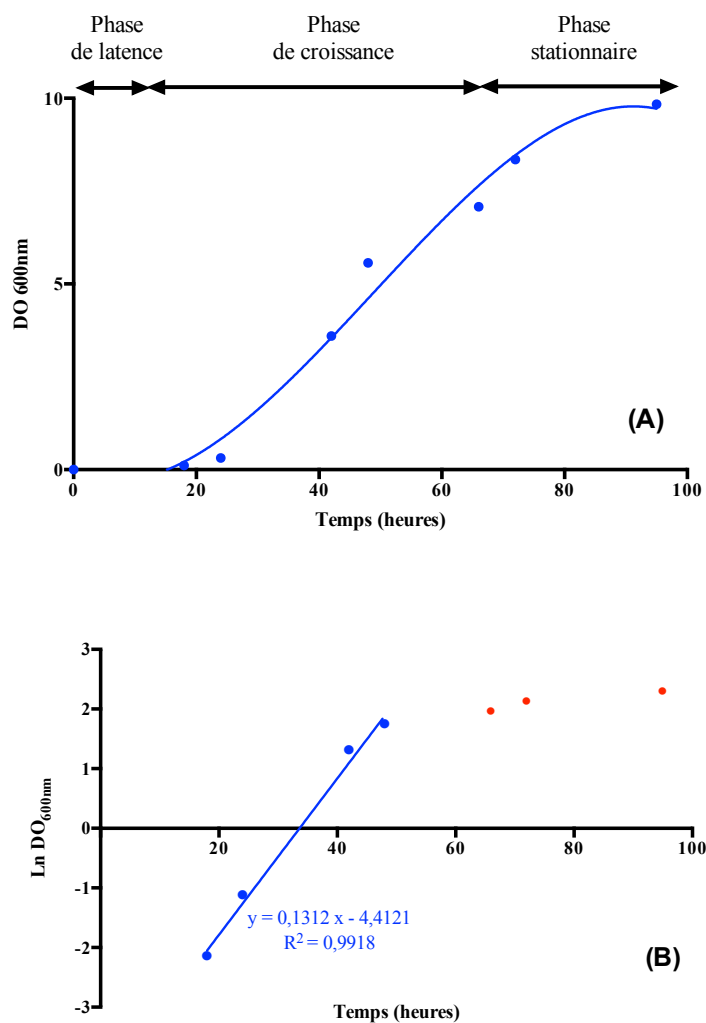 Phase
de latence
Phase
de croissance
Phase
stationnaire
10
5
0
DO 600nm
0 20 40 60 80 100
Temps (heures)
(A)
3
2
1
0
-1
-2
-3
Ln DO600nm
20 40 60 80 100
y = 0,1312 x - 4,4121
R2 = 0,9918
(B)
Temps (heures)